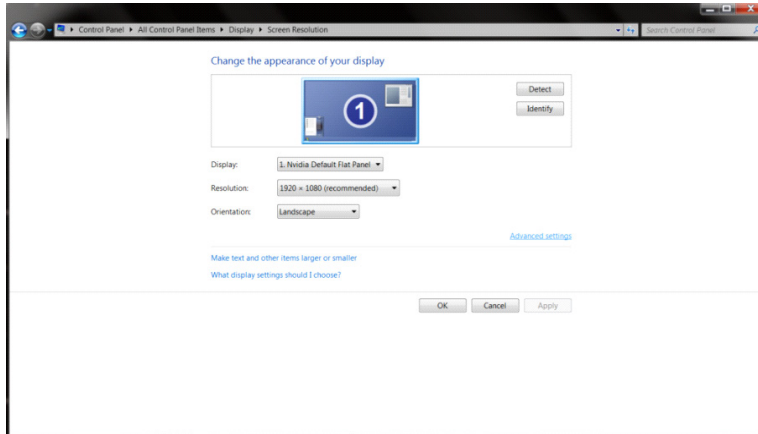 Control Panel ▸ All Control Panel Items ▸ Display ▸ Screen Resolution
Search Control Panel
Change the appearance of your display
1
Detect
Identify
Display: 1. Nvidia Default Flat Panel
Resolution: 1920 × 1080 (recommended)
Orientation: Landscape
Advanced settings
Make text and other items larger or smaller
What display settings should I choose?
OK Cancel Apply